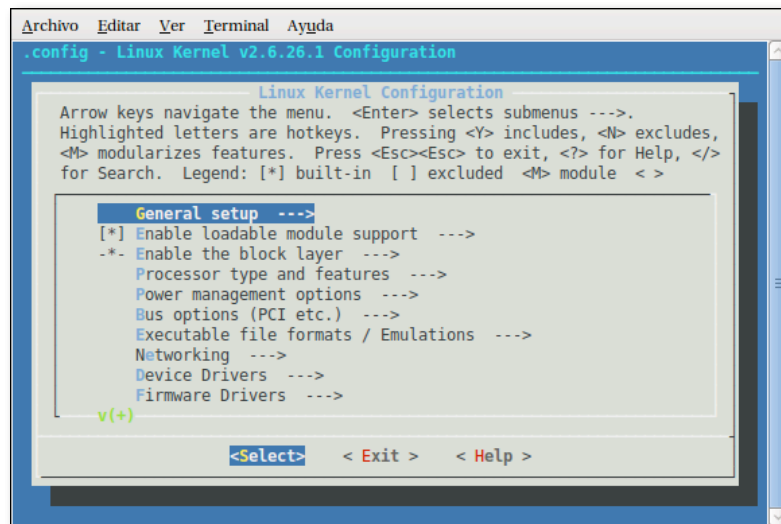 Archivo Editar Ver Terminal Ayuda
.config - Linux Kernel v2.6.26.1 Configuration
Linux Kernel Configuration
Arrow keys navigate the menu. <Enter> selects submenus --->.
Highlighted letters are hotkeys. Pressing <Y> includes, <N> excludes,
<M> modularizes features. Press <Esc><Esc> to exit, <?> for Help, </>
for Search. Legend: [*] built-in [ ] excluded <M> module < >
General setup --->
[*] Enable loadable module support --->
-*- Enable the block layer --->
Processor type and features --->
Power management options --->
Bus options (PCI etc.) --->
Executable file formats / Emulations --->
Networking --->
Device Drivers --->
Firmware Drivers --->
v(+)
<Select> < Exit > < Help >